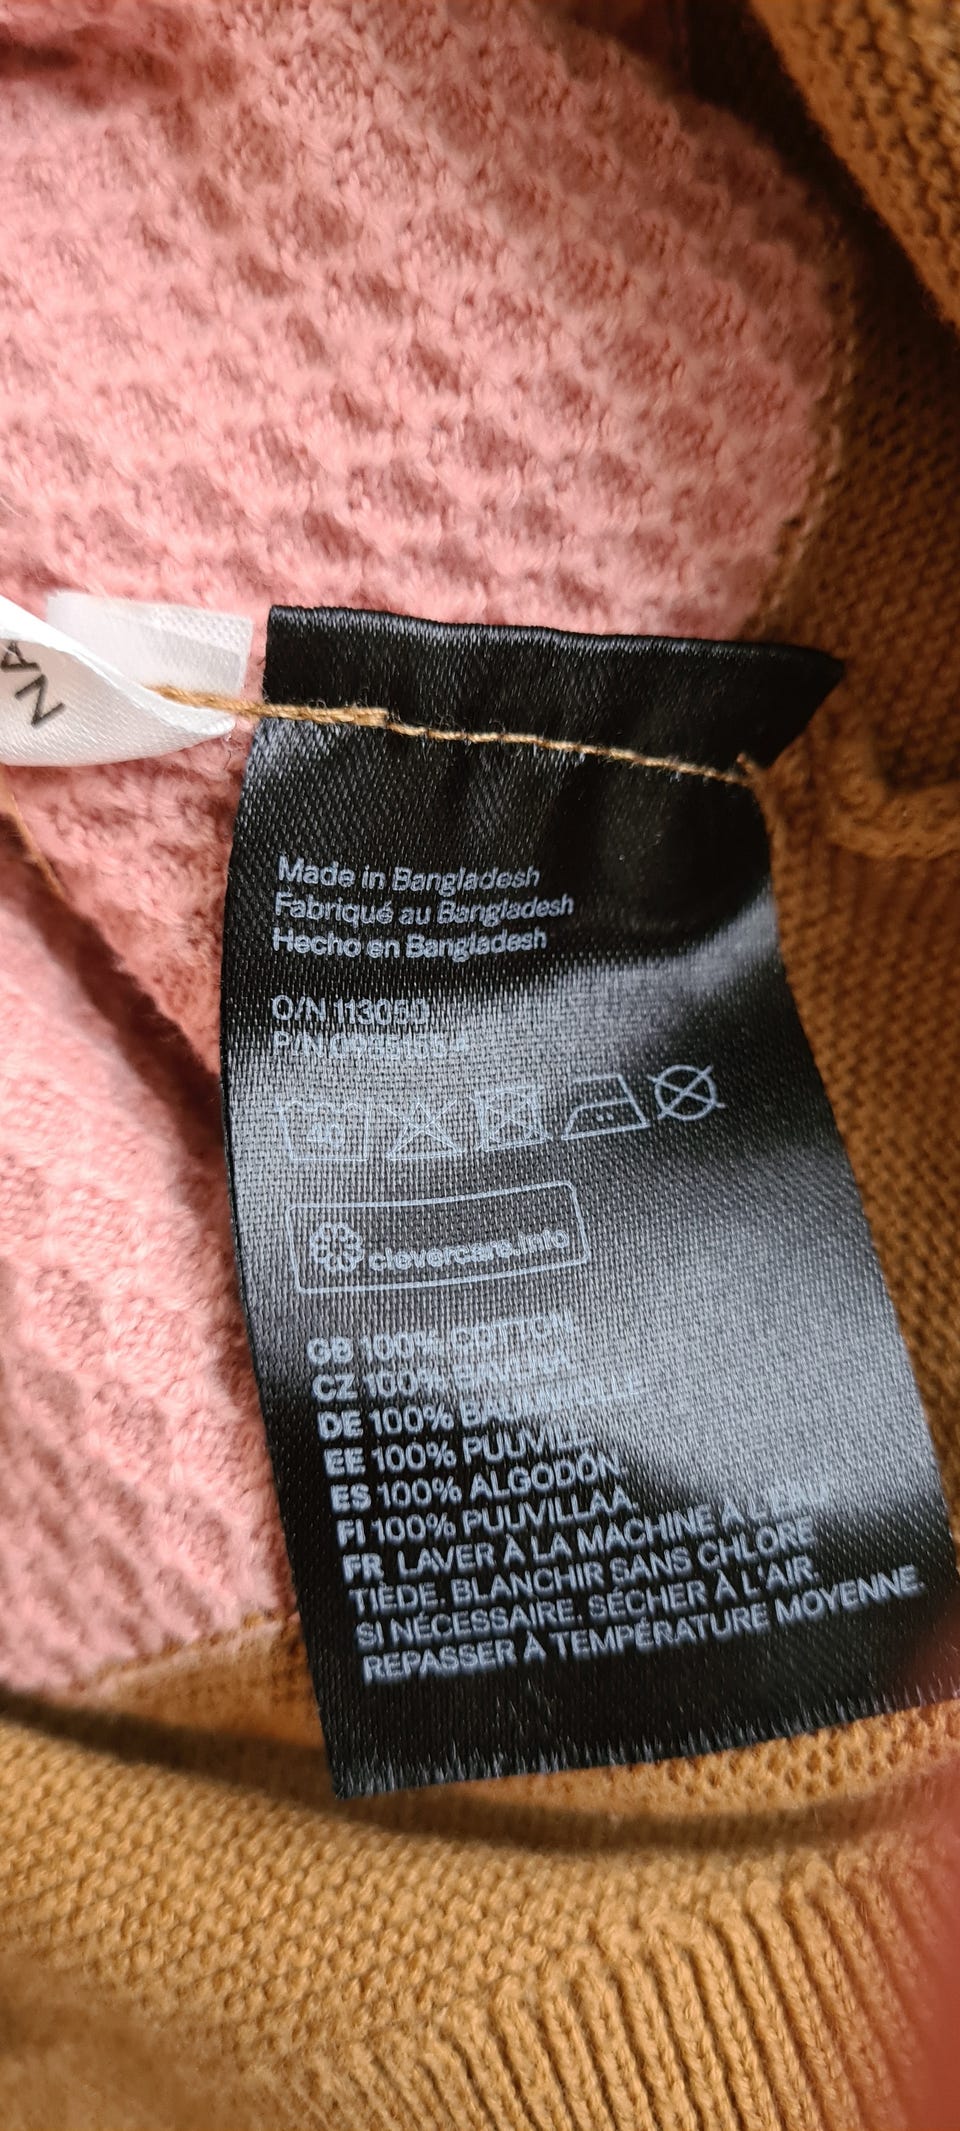 NA
Made in Bangladesh
Fabriqué au Bangladesh
Hecho en Bangladesh
O/N 113050
P/N
40
clevercare.info
GB 100% COTTON
CZ 100% BAVLNA
DE 100% BAUMWOLLE
EE 100% PUUVILL
ES 100% ALGODÓN
FI 100% PUUVILLAA
FR LAVER À LA MACHINE À L'EAU
TIÈDE. BLANCHIR SANS CHLORE
SI NÉCESSAIRE. SÉCHER À L'AIR.
REPASSER À TEMPÉRATURE MOYENNE.